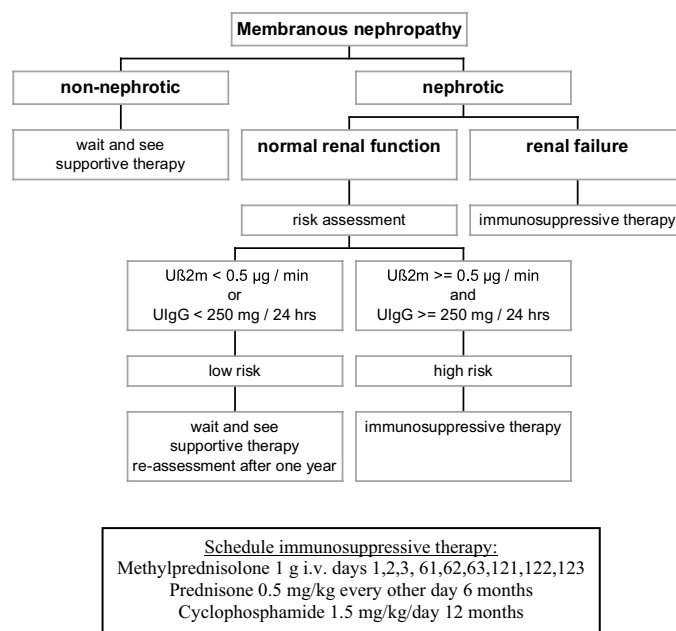 Membranous nephropathy
non-nephrotic
nephrotic
wait and see
supportive therapy
normal renal function
renal failure
risk assessment
immunosuppressive therapy
Uß2m < 0.5 µg / min
or
UIgG < 250 mg / 24 hrs
Uß2m >= 0.5 µg / min
and
UIgG >= 250 mg / 24 hrs
low risk
high risk
wait and see
supportive therapy
re-assessment after one year
immunosuppressive therapy
Schedule immunosuppressive therapy:
Methylprednisolone 1 g i.v. days 1,2,3, 61,62,63,121,122,123
Prednisone 0.5 mg/kg every other day 6 months
Cyclophosphamide 1.5 mg/kg/day 12 months